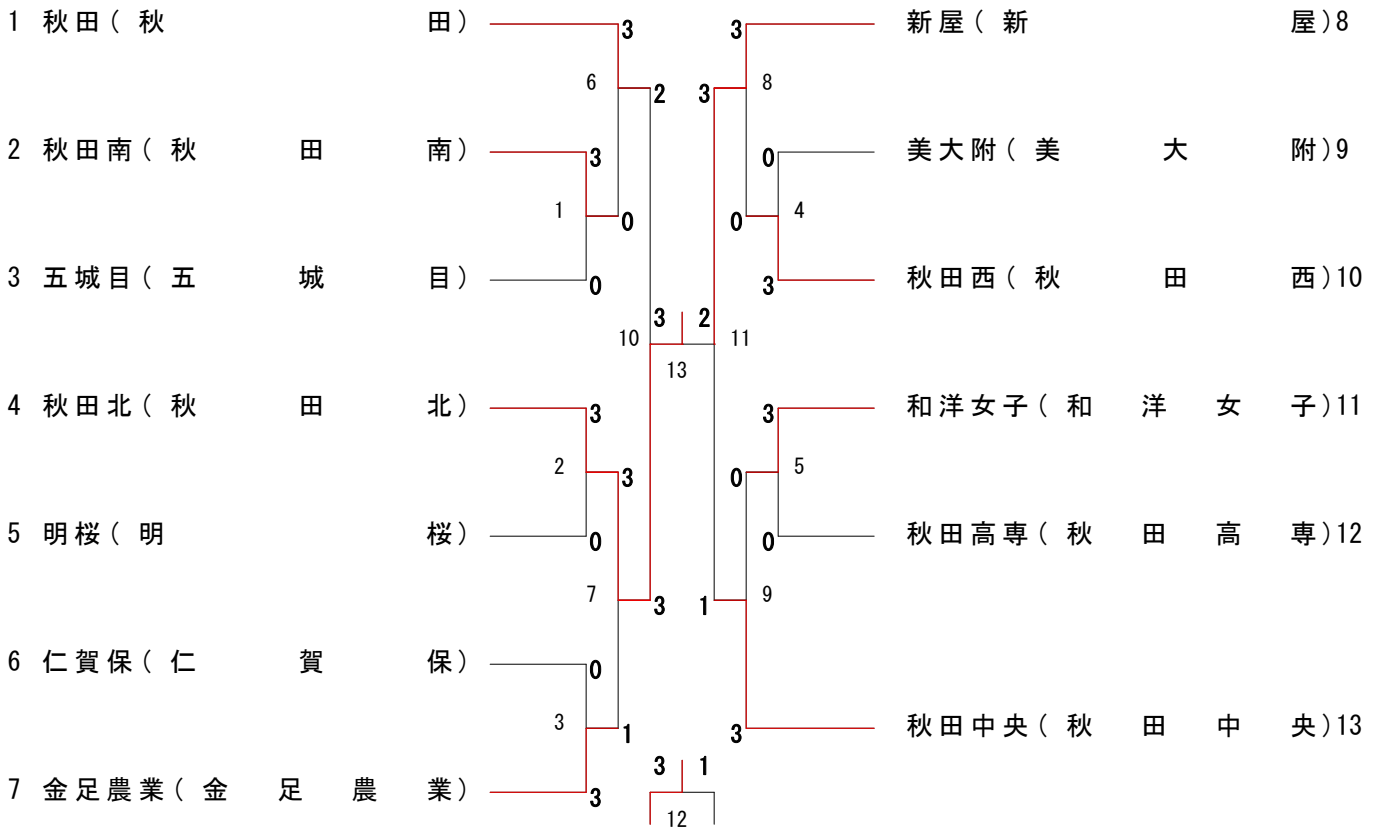 1 秋田(秋 田) 3 3 新屋(新 屋)8
6 8
2 3
2 秋田南(秋 田 南) 3 0 美大附(美 大 附)9
1 4
0 0
3 五城目(五 城 目) 0 3 秋田西(秋 田 西)10
3 2
10 11
13
4 秋田北(秋 田 北) 3 3 和洋女子(和 洋 女 子)11
2 5
3 0
5 明桜(明 桜) 0 0 秋田高専(秋 田 高 専)12
7 9
3 1
6 仁賀保(仁 賀 保) 0
3
1 3 秋田中央(秋 田 中 央)13
3 1
7 金足農業(金 足 農 業) 3
12